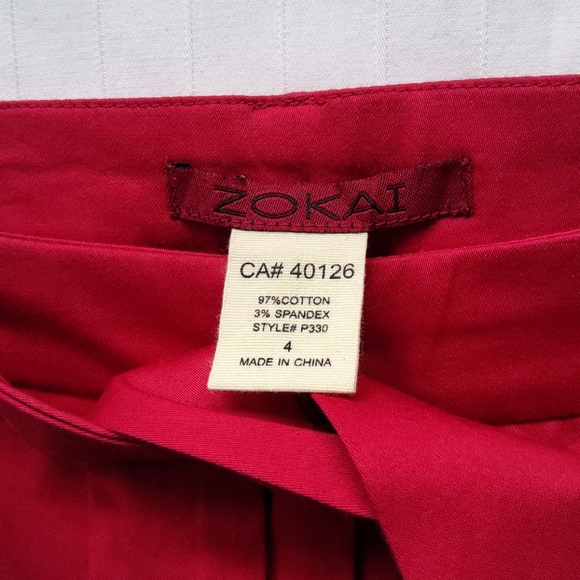 ZOKAI
CA# 40126
97%COTTON
3% SPANDEX
STYLE# P330
4
MADE IN CHINA